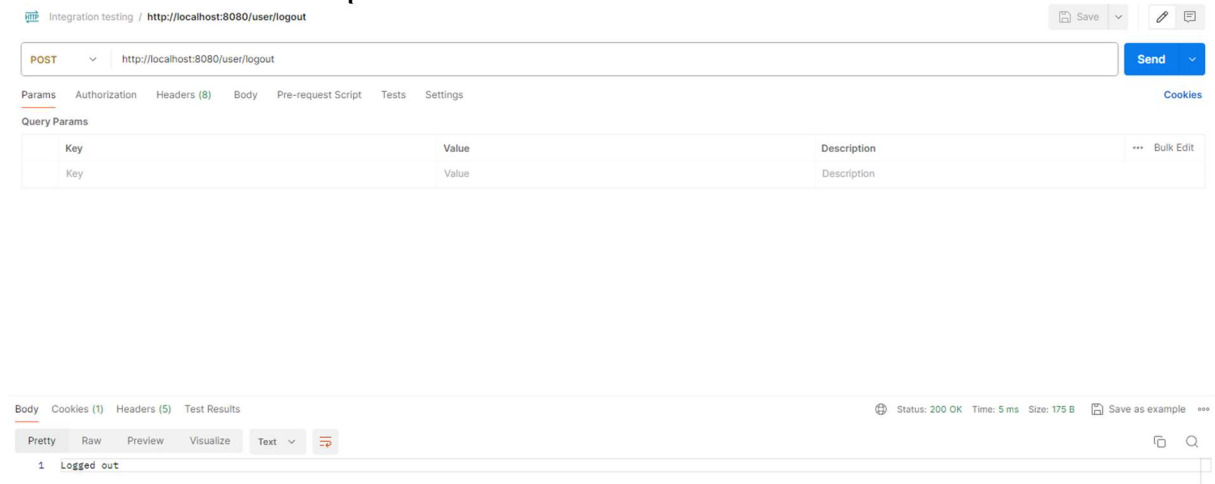 HTTP Integration testing / http://localhost:8080/user/logout Save
POST http://localhost:8080/user/logout Send
Params Authorization Headers (8) Body Pre-request Script Tests Settings Cookies
Query Params
Key Value Description ••• Bulk Edit
Key Value Description
Body Cookies (1) Headers (5) Test Results Status: 200 OK Time: 5 ms Size: 175 B Save as example
Pretty Raw Preview Visualize Text
1 Logged out